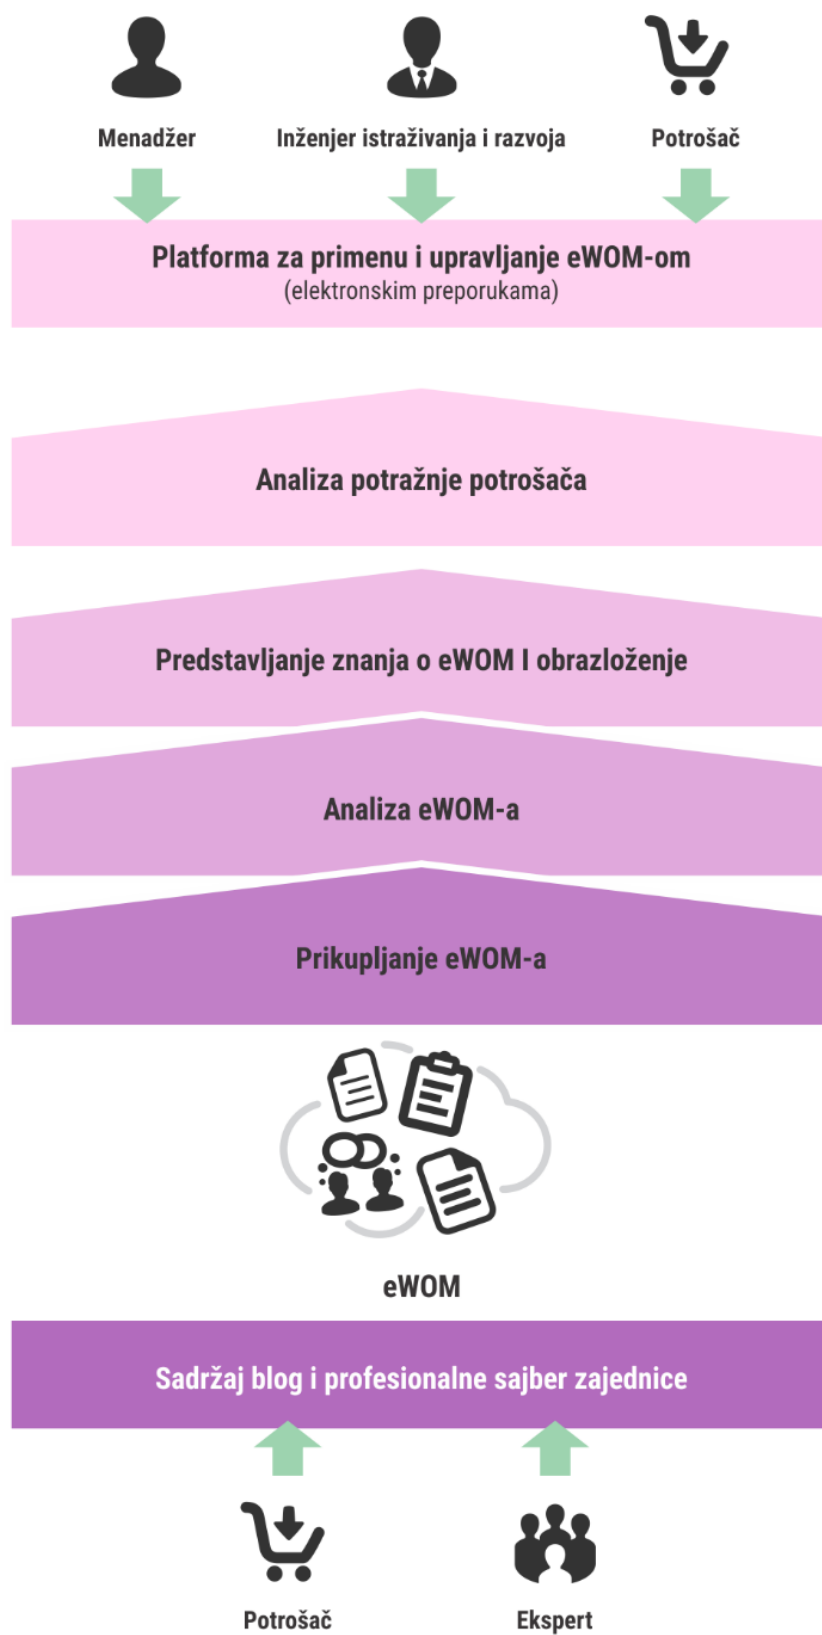 Menadžer
Inženjer istraživanja i razvoja
Potrošač
Platforma za primenu i upravljanje eWOM-om
(elektronskim preporukama)
Analiza potražnje potrošača
Predstavljanje znanja o eWOM I obrazloženje
Analiza eWOM-a
Prikupljanje eWOM-a
eWOM
Sadržaj blog i profesionalne sajber zajednice
Potrošač
Ekspert